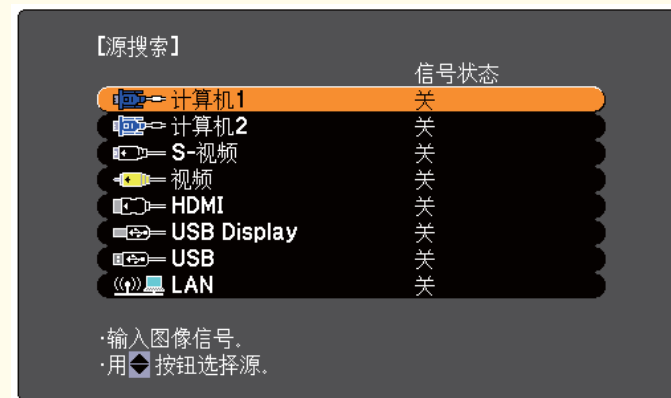 【源搜索】
信号状态
计算机1 关
计算机2 关
S-视频 关
视频 关
HDMI 关
USB Display 关
USB 关
LAN 关
·输入图像信号。
·用 按钮选择源。